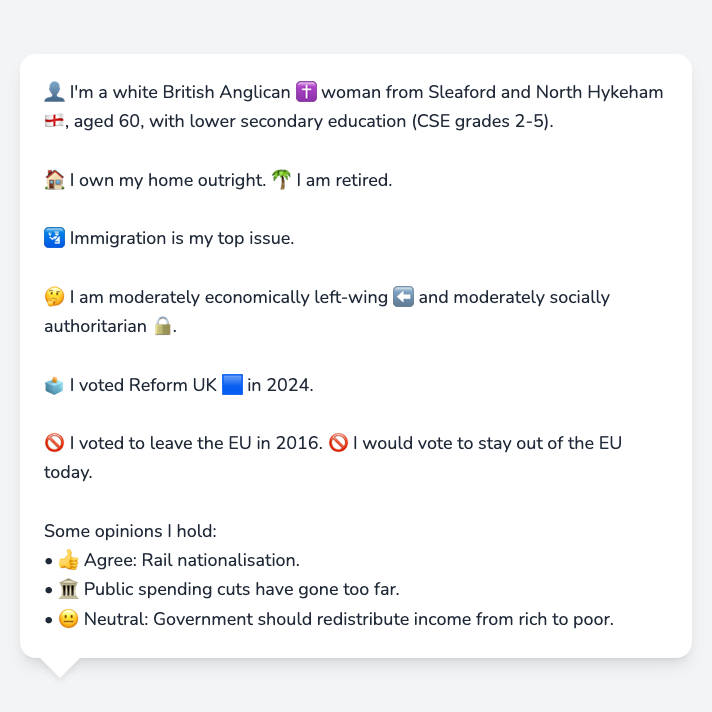 👤 I'm a white British Anglican ✝️ woman from Sleaford and North Hykeham
🏴󠁧󠁢󠁥󠁮󠁧󠁿, aged 60, with lower secondary education (CSE grades 2-5).
🏠 I own my home outright. 🌴 I am retired.
🛂 Immigration is my top issue.
🤔 I am moderately economically left-wing ⬅️ and moderately socially
authoritarian 🔒.
🗳️ I voted Reform UK 🟦 in 2024.
🚫 I voted to leave the EU in 2016. 🚫 I would vote to stay out of the EU
today.
Some opinions I hold:
• 👍 Agree: Rail nationalisation.
• 🏛️ Public spending cuts have gone too far.
• 😐 Neutral: Government should redistribute income from rich to poor.